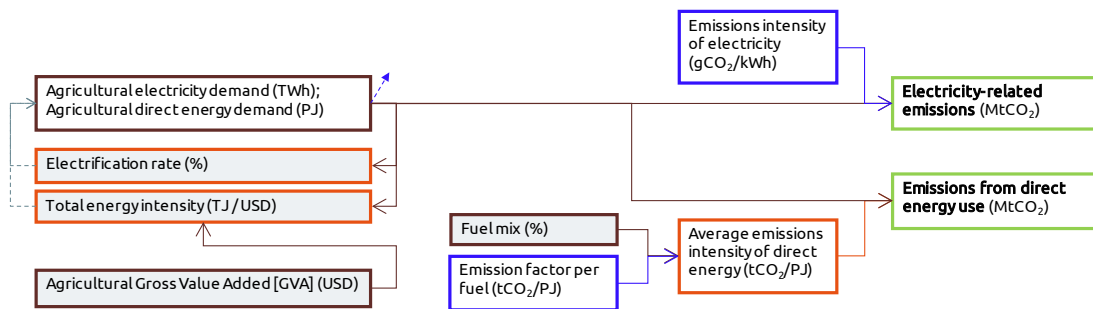 Emissions intensity
of electricity
(gCO₂/kWh)
Agricultural electricity demand (TWh);
Agricultural direct energy demand (PJ)
Electricity-related
emissions (MtCO₂)
Electrification rate (%)
Total energy intensity (TJ / USD)
Emissions from direct
energy use (MtCO₂)
Fuel mix (%)
Average emissions
intensity of direct
energy (tCO₂/PJ)
Emission factor per
fuel (tCO₂/PJ)
Agricultural Gross Value Added [GVA] (USD)